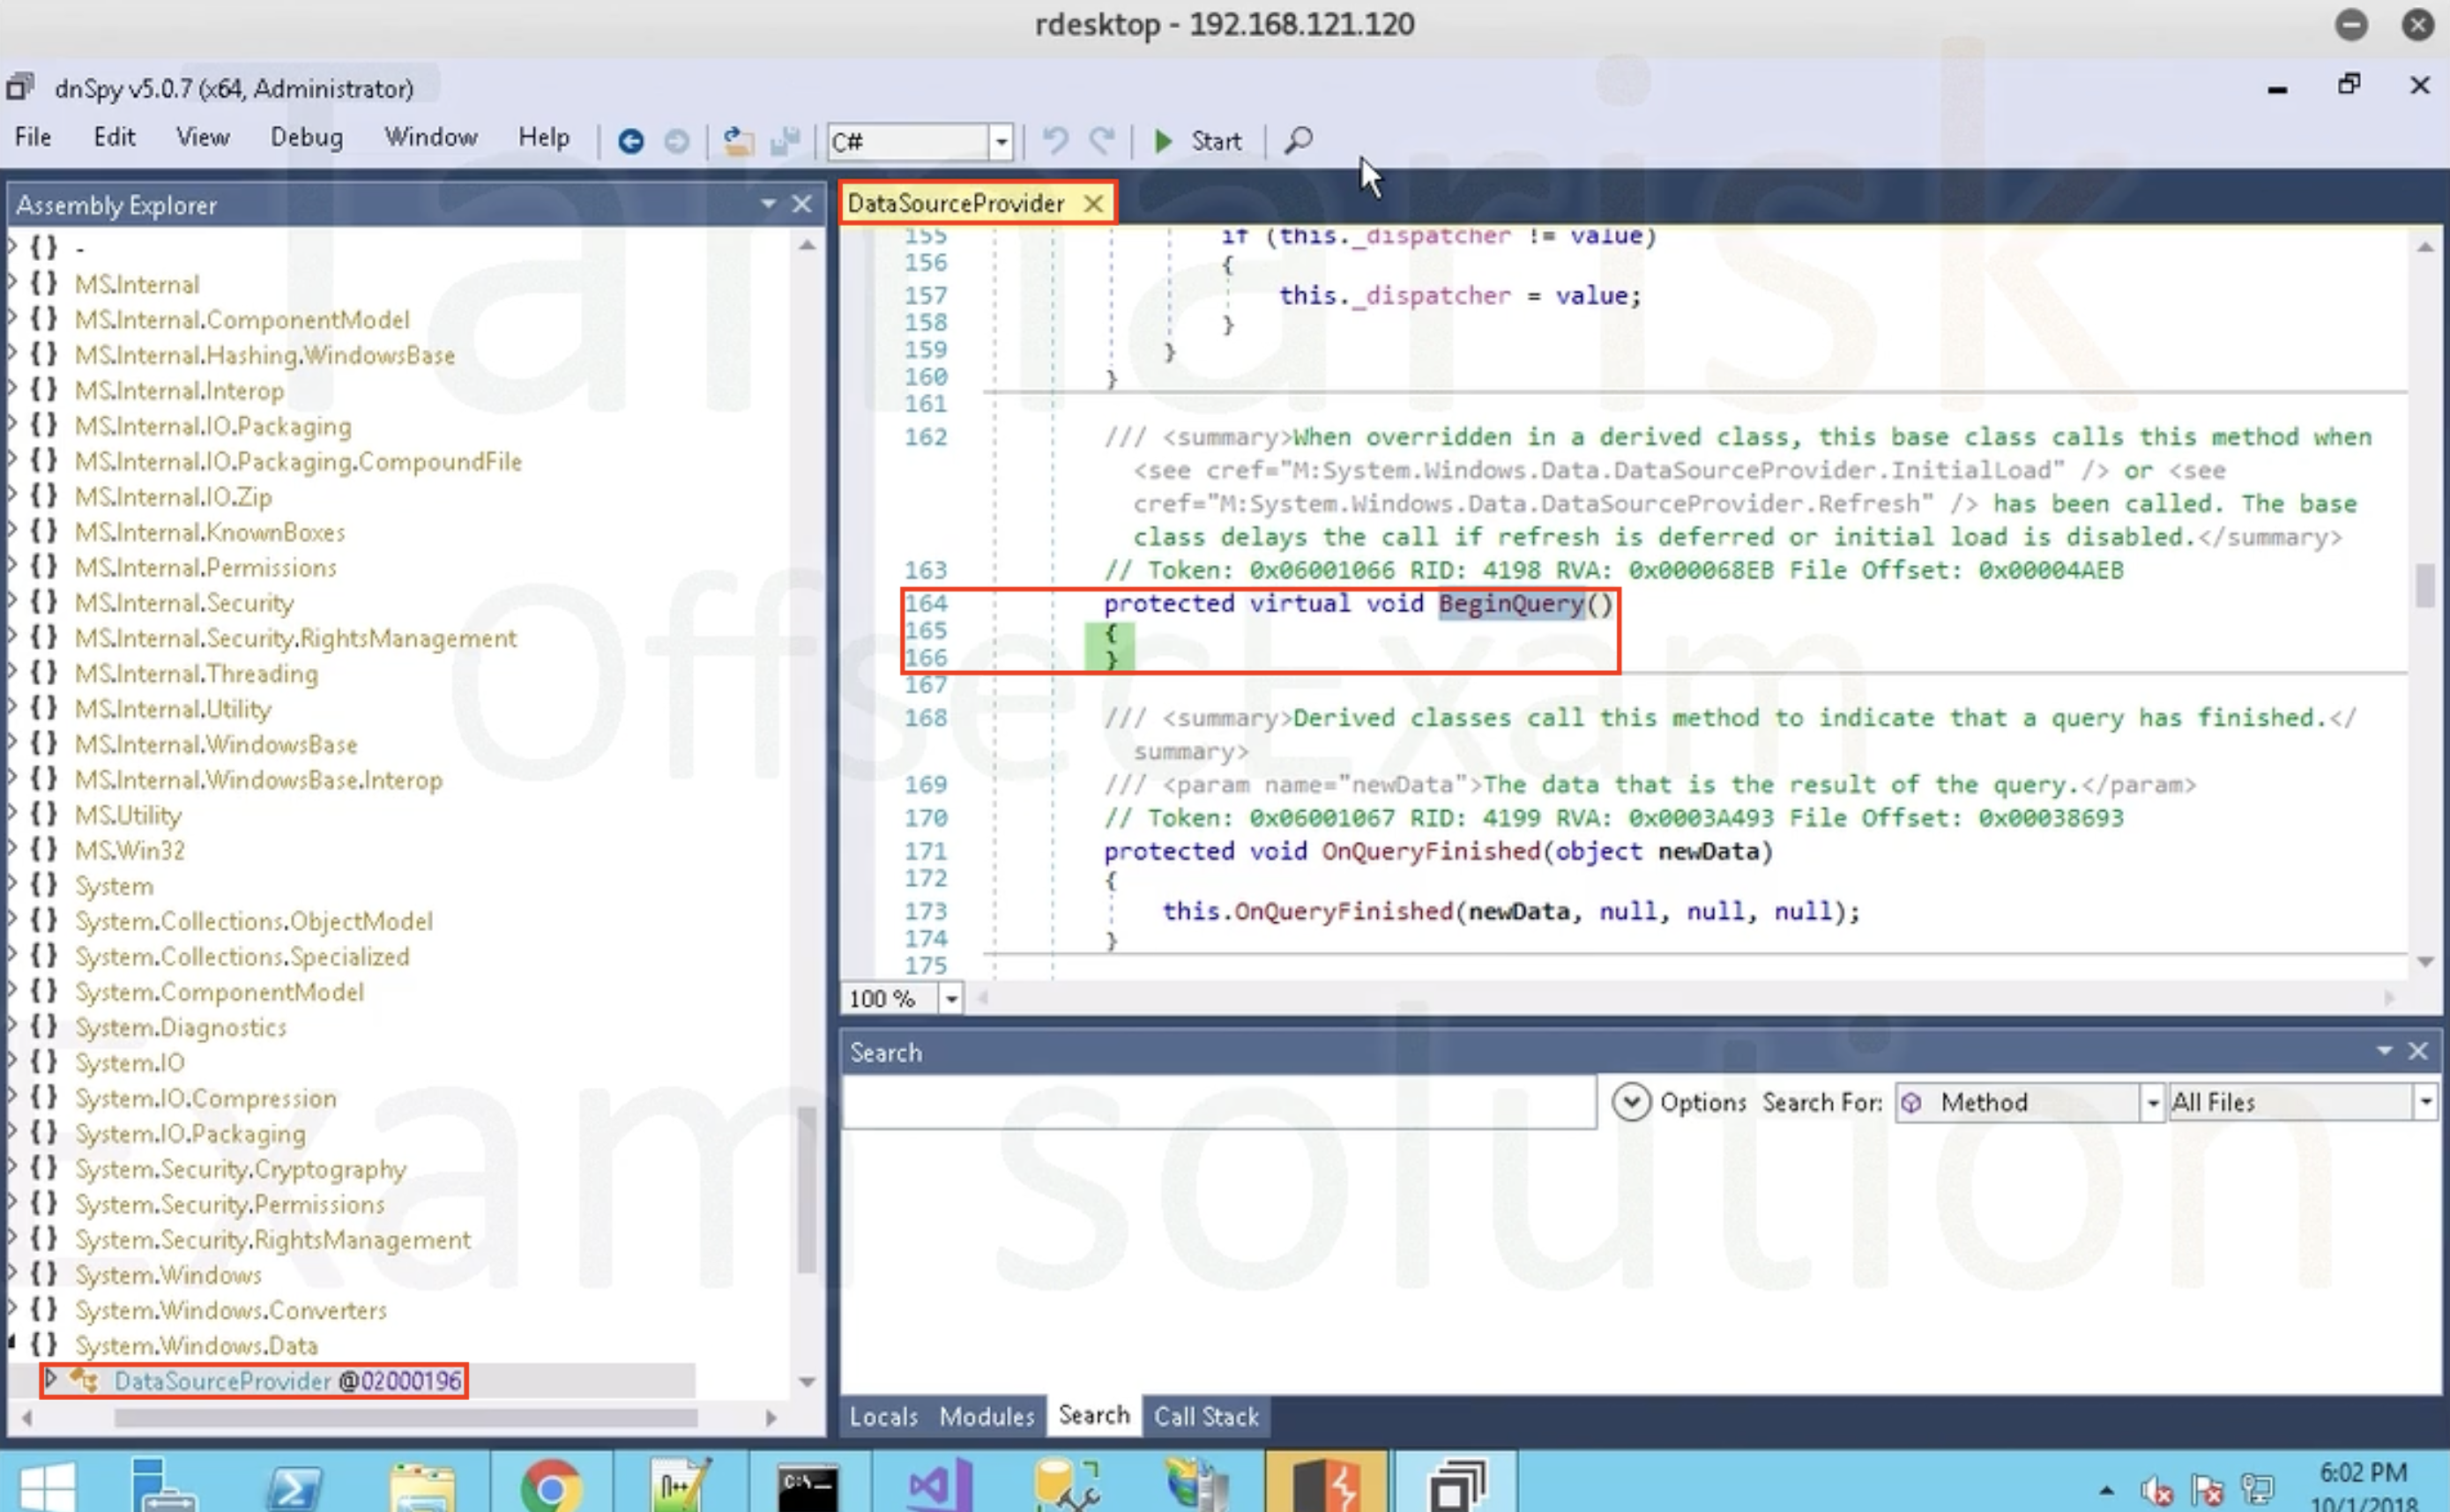 rdesktop - 192.168.121.120
dnSpy v5.0.7 (x64, Administrator)
File Edit View Debug Window Help C# Start
Assembly Explorer
{ } -
{ } MS.Internal
{ } MS.Internal.ComponentModel
{ } MS.Internal.Hashing.WindowsBase
{ } MS.Internal.Interop
{ } MS.Internal.IO.Packaging
{ } MS.Internal.IO.Packaging.CompoundFile
{ } MS.Internal.IO.Zip
{ } MS.Internal.KnownBoxes
{ } MS.Internal.Permissions
{ } MS.Internal.Security
{ } MS.Internal.Security.RightsManagement
{ } MS.Internal.Threading
{ } MS.Internal.Utility
{ } MS.Internal.WindowsBase
{ } MS.Internal.WindowsBase.Interop
{ } MS.Utility
{ } MS.Win32
{ } System
{ } System.Collections.ObjectModel
{ } System.Collections.Specialized
{ } System.ComponentModel
{ } System.Diagnostics
{ } System.IO
{ } System.IO.Compression
{ } System.IO.Packaging
{ } System.Security.Cryptography
{ } System.Security.Permissions
{ } System.Security.RightsManagement
{ } System.Windows
{ } System.Windows.Converters
{ } System.Windows.Data
DataSourceProvider @02000196
DataSourceProvider
155 if (this._dispatcher != value)
156 {
157 this._dispatcher = value;
158 }
159 }
160 }
161
162 /// <summary>When overridden in a derived class, this base class calls this method when
<see cref="M:System.Windows.Data.DataSourceProvider.InitialLoad" /> or <see
cref="M:System.Windows.Data.DataSourceProvider.Refresh" /> has been called. The base
class delays the call if refresh is deferred or initial load is disabled.</summary>
163 // Token: 0x06001066 RID: 4198 RVA: 0x000068EB File Offset: 0x00004AEB
164 protected virtual void BeginQuery()
165 {
166 }
167
168 /// <summary>Derived classes call this method to indicate that a query has finished.</
summary>
169 /// <param name="newData">The data that is the result of the query.</param>
170 // Token: 0x06001067 RID: 4199 RVA: 0x0003A493 File Offset: 0x00038693
171 protected void OnQueryFinished(object newData)
172 {
173 this.OnQueryFinished(newData, null, null, null);
174 }
175
100 %
Search
Options Search For: Method All Files
Locals Modules Search Call Stack
6:02 PM
10/1/2018
Tamarisk
OffsecExam
Exam solution